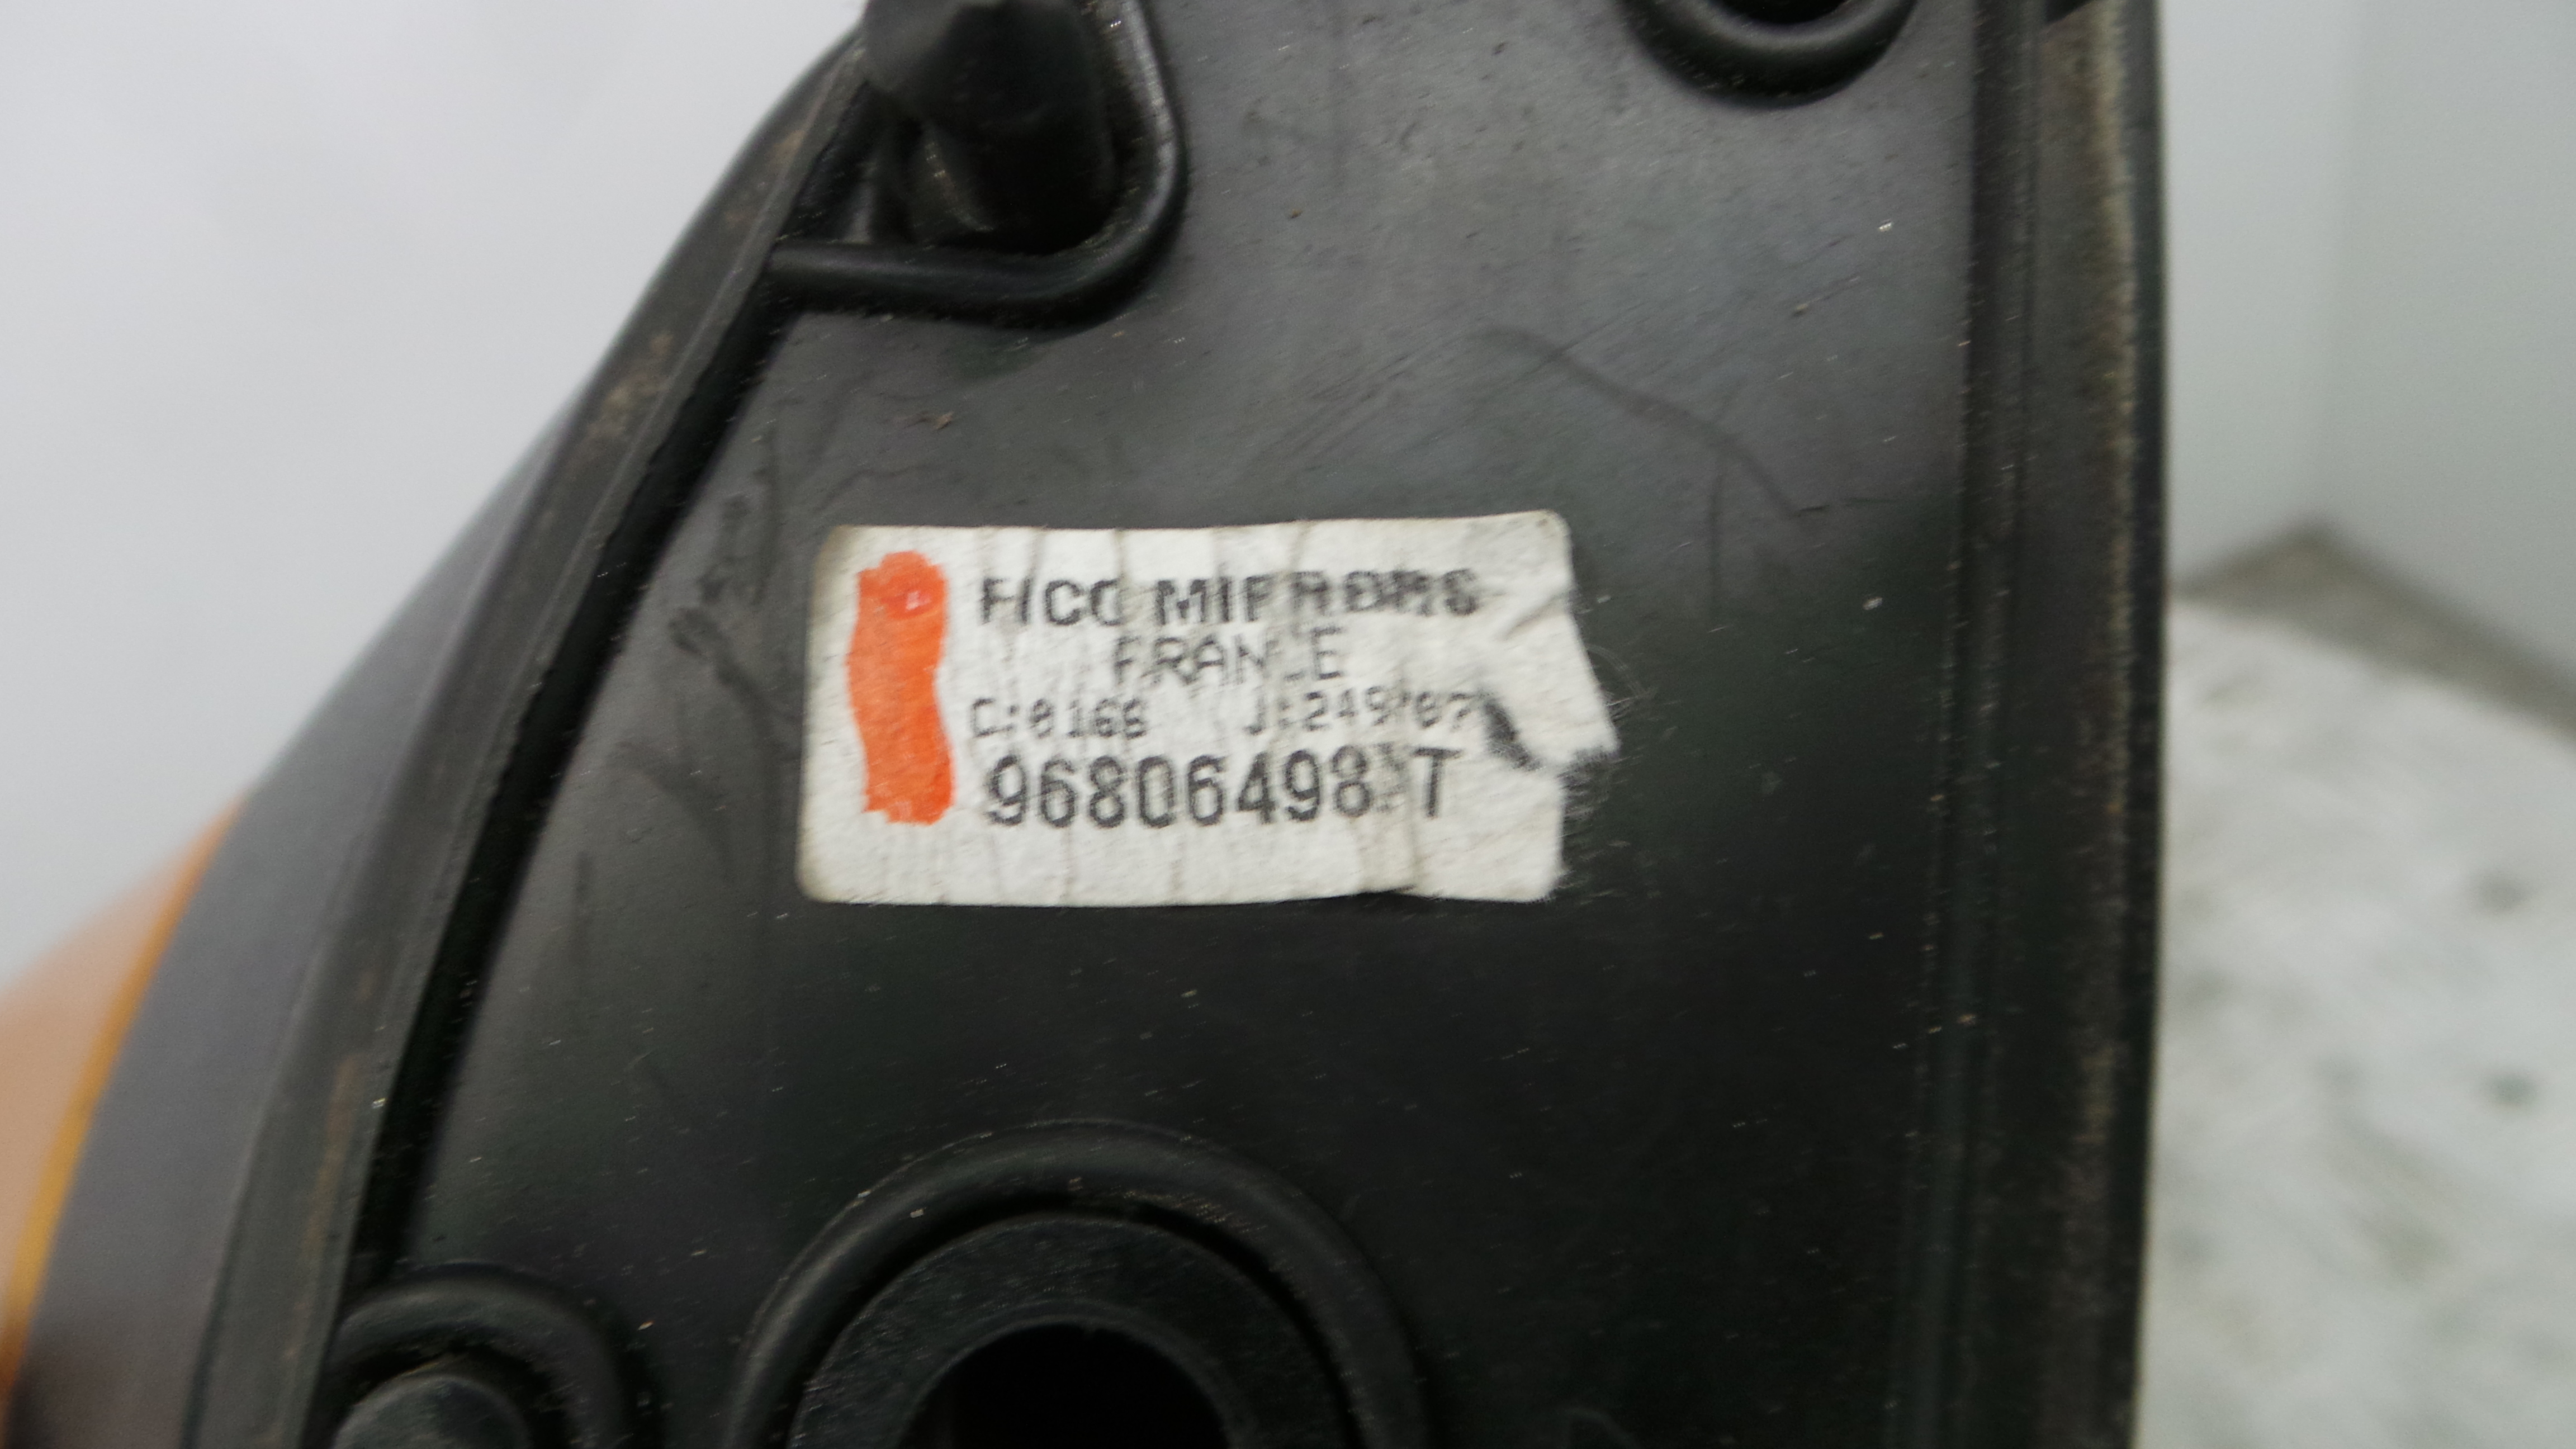 FICO MIRRORS
FRANCE
C:0168 J:249/07
96806498XT